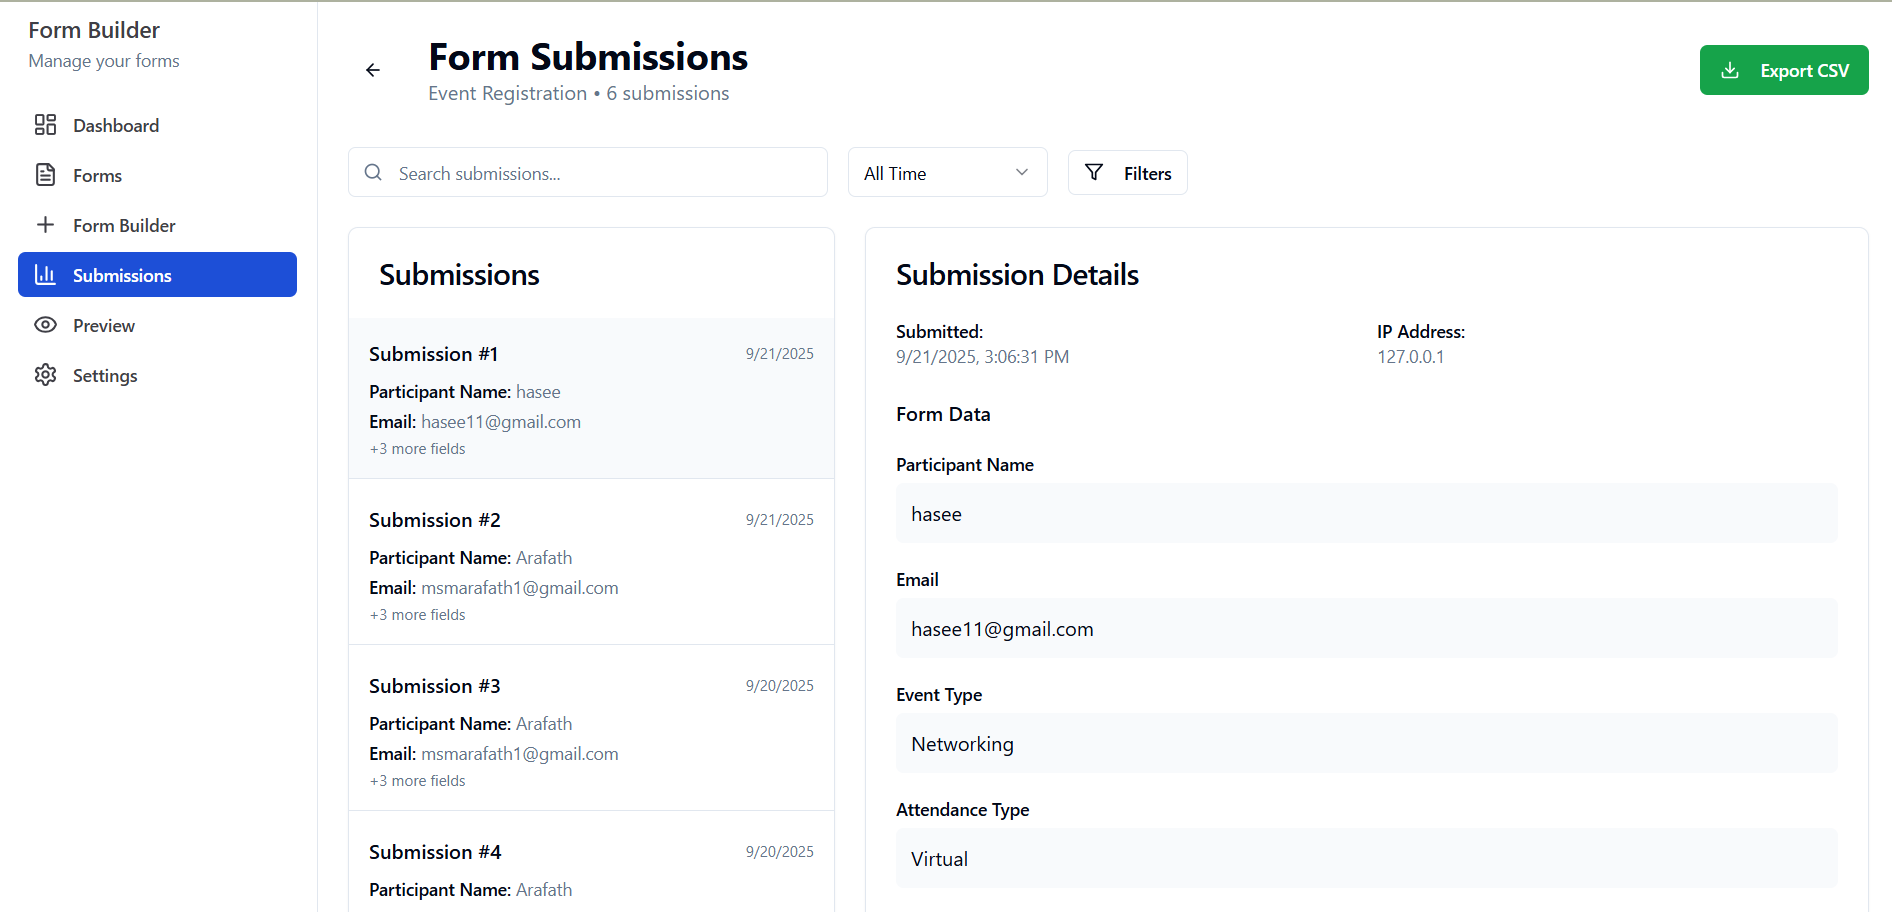 Form Builder
Manage your forms
Dashboard
Forms
Form Builder
Submissions
Preview
Settings
Form Submissions
Event Registration • 6 submissions
Export CSV
Search submissions...
All Time
Filters
Submissions
Submission #1
9/21/2025
Participant Name: hasee
Email: hasee11@gmail.com
+3 more fields
Submission #2
9/21/2025
Participant Name: Arafath
Email: msmarafath1@gmail.com
+3 more fields
Submission #3
9/20/2025
Participant Name: Arafath
Email: msmarafath1@gmail.com
+3 more fields
Submission #4
9/20/2025
Participant Name: Arafath
Submission Details
Submitted:
9/21/2025, 3:06:31 PM
IP Address:
127.0.0.1
Form Data
Participant Name
hasee
Email
hasee11@gmail.com
Event Type
Networking
Attendance Type
Virtual